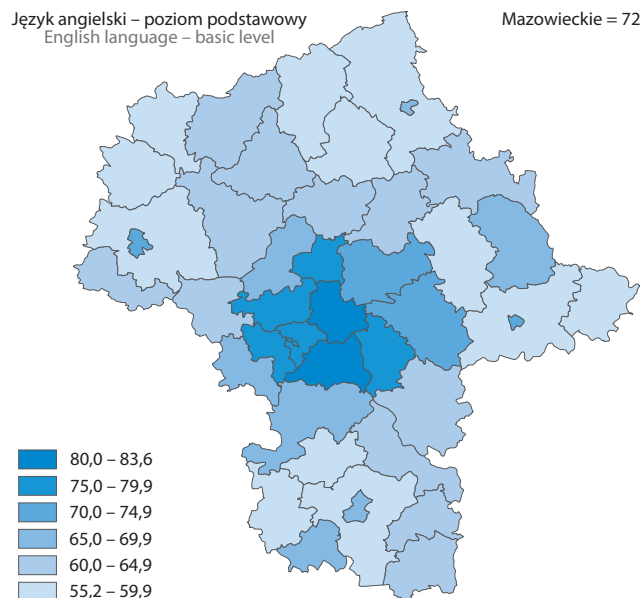 Język angielski – poziom podstawowy
Mazowieckie = 72
English language – basic level
80,0 – 83,6
75,0 – 79,9
70,0 – 74,9
65,0 – 69,9
60,0 – 64,9
55,2 – 59,9